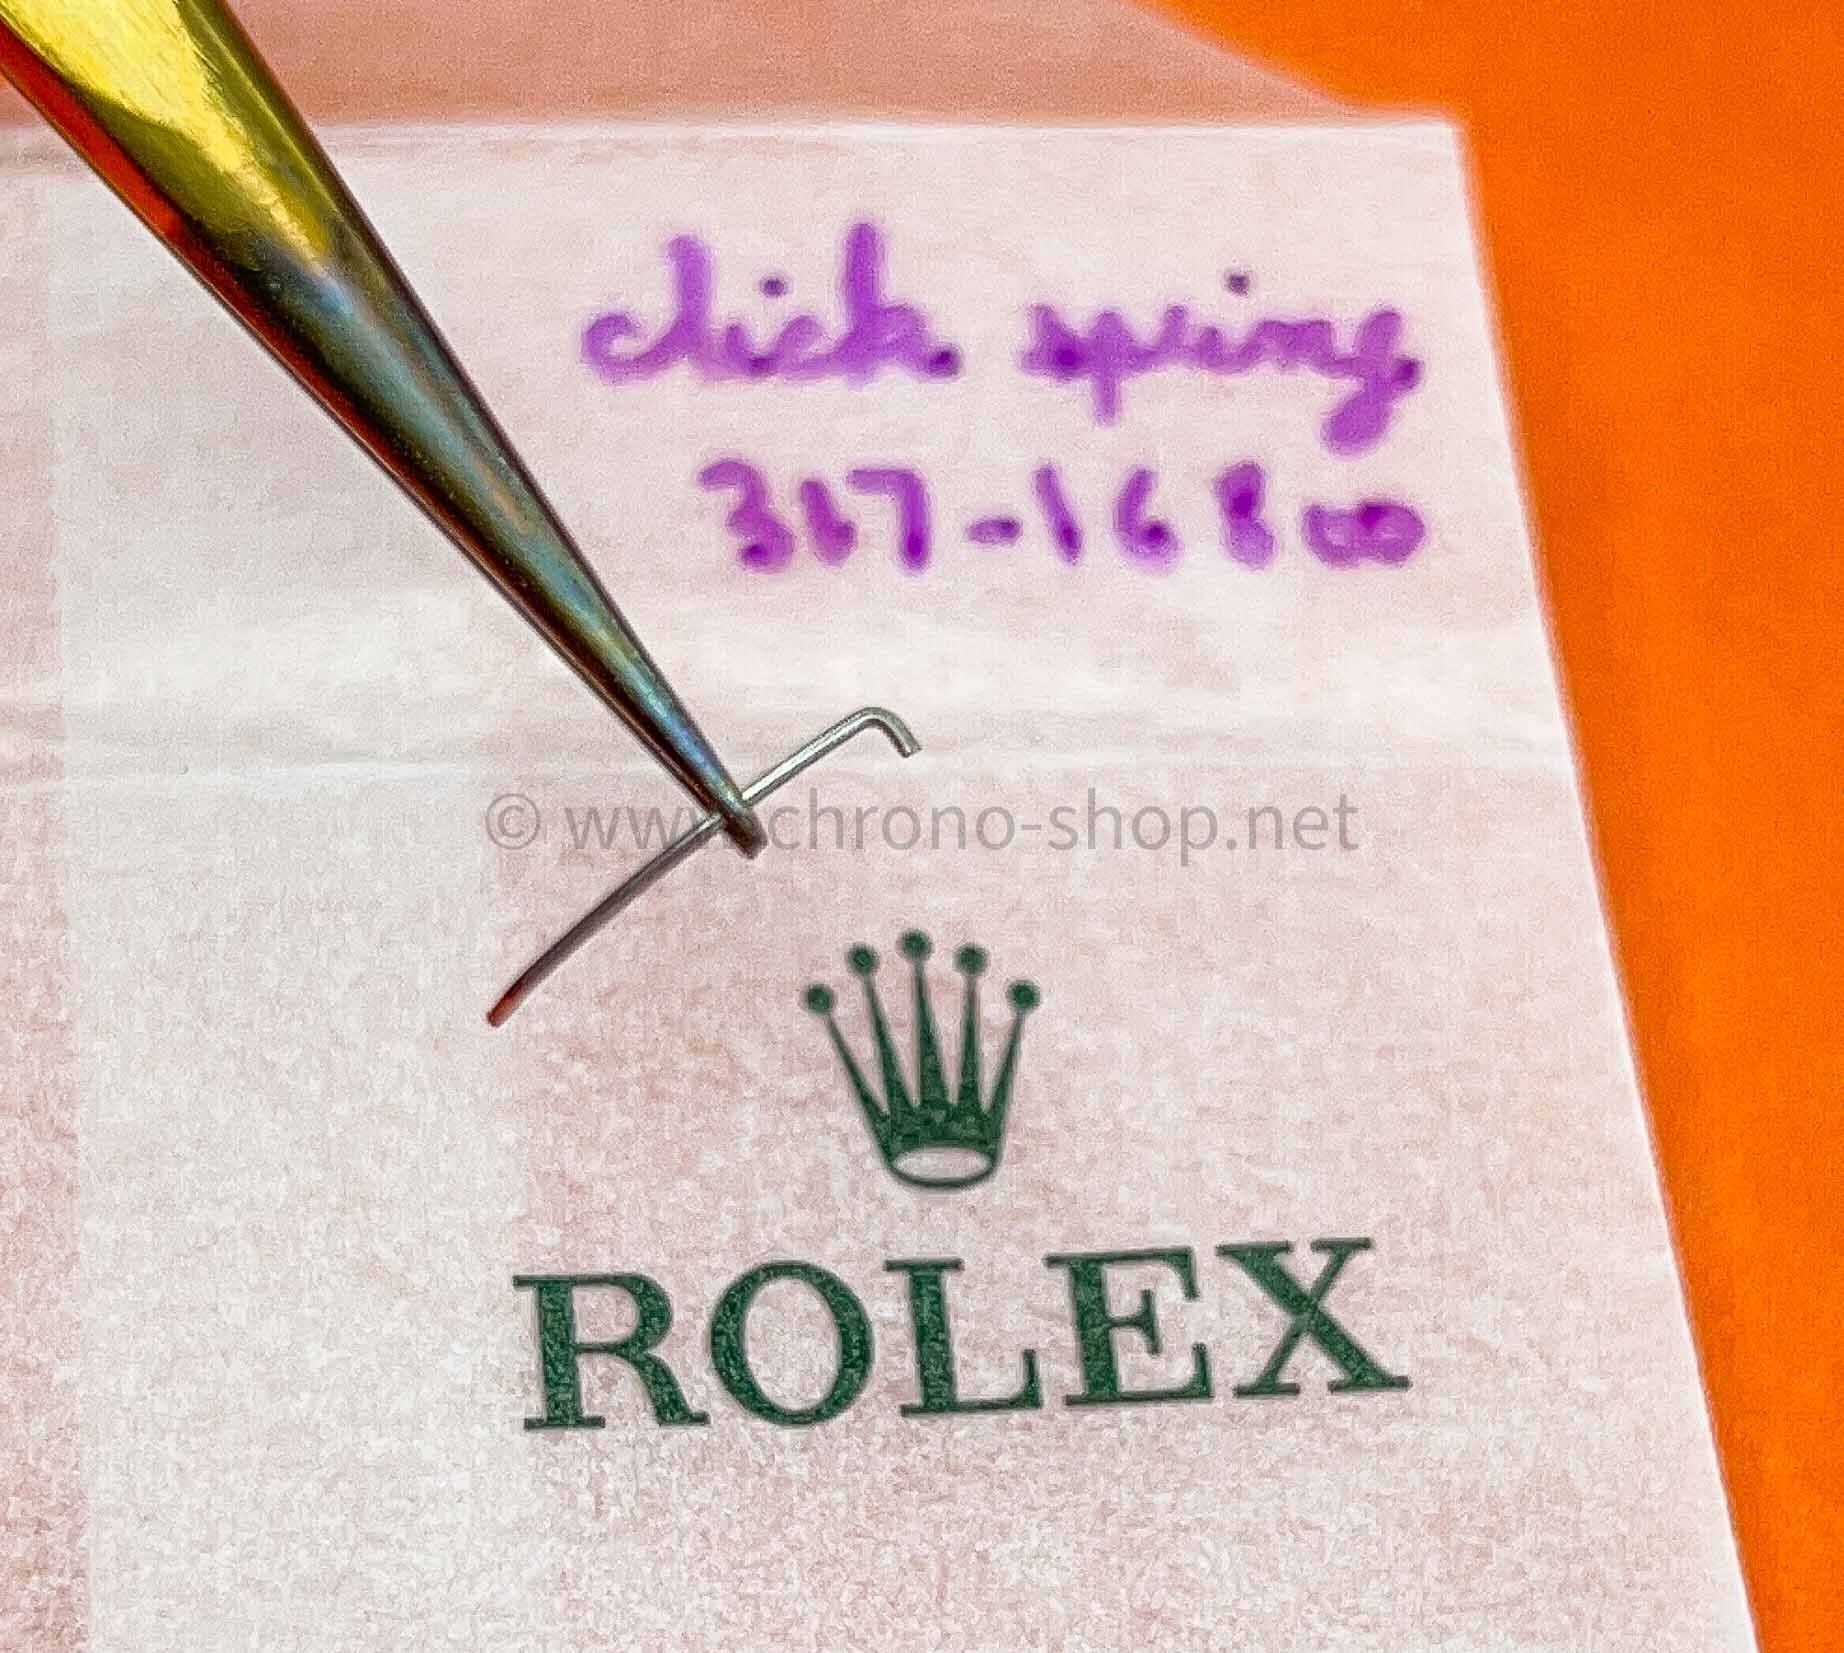 click spring
317-16800
© www.chrono-shop.net
ROLEX